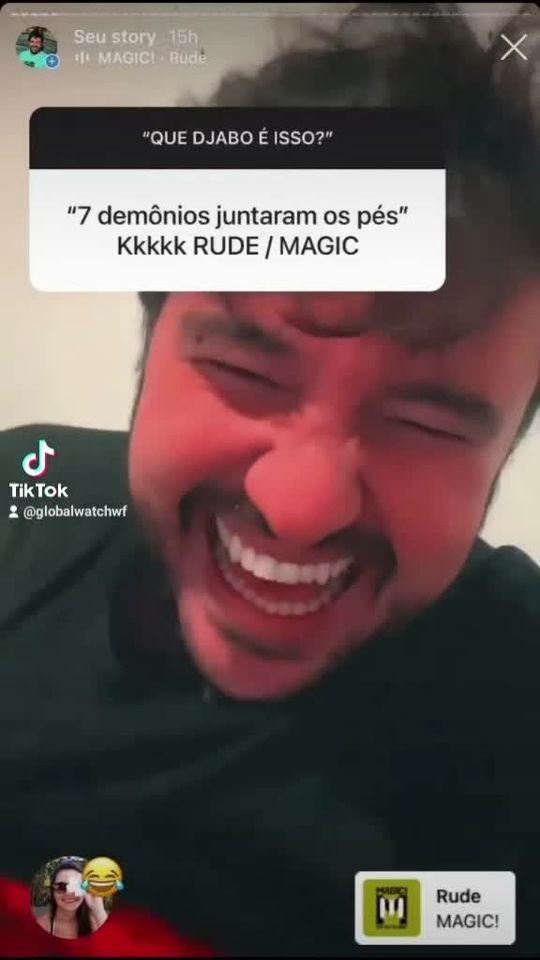 Seu story 15h
MAGIC! · Rude
“QUE DJABO É ISSO?”
“7 demônios juntaram os pés”
Kkkkk RUDE / MAGIC
TikTok
@globalwatchwf
MAGIC!
Rude
MAGIC!